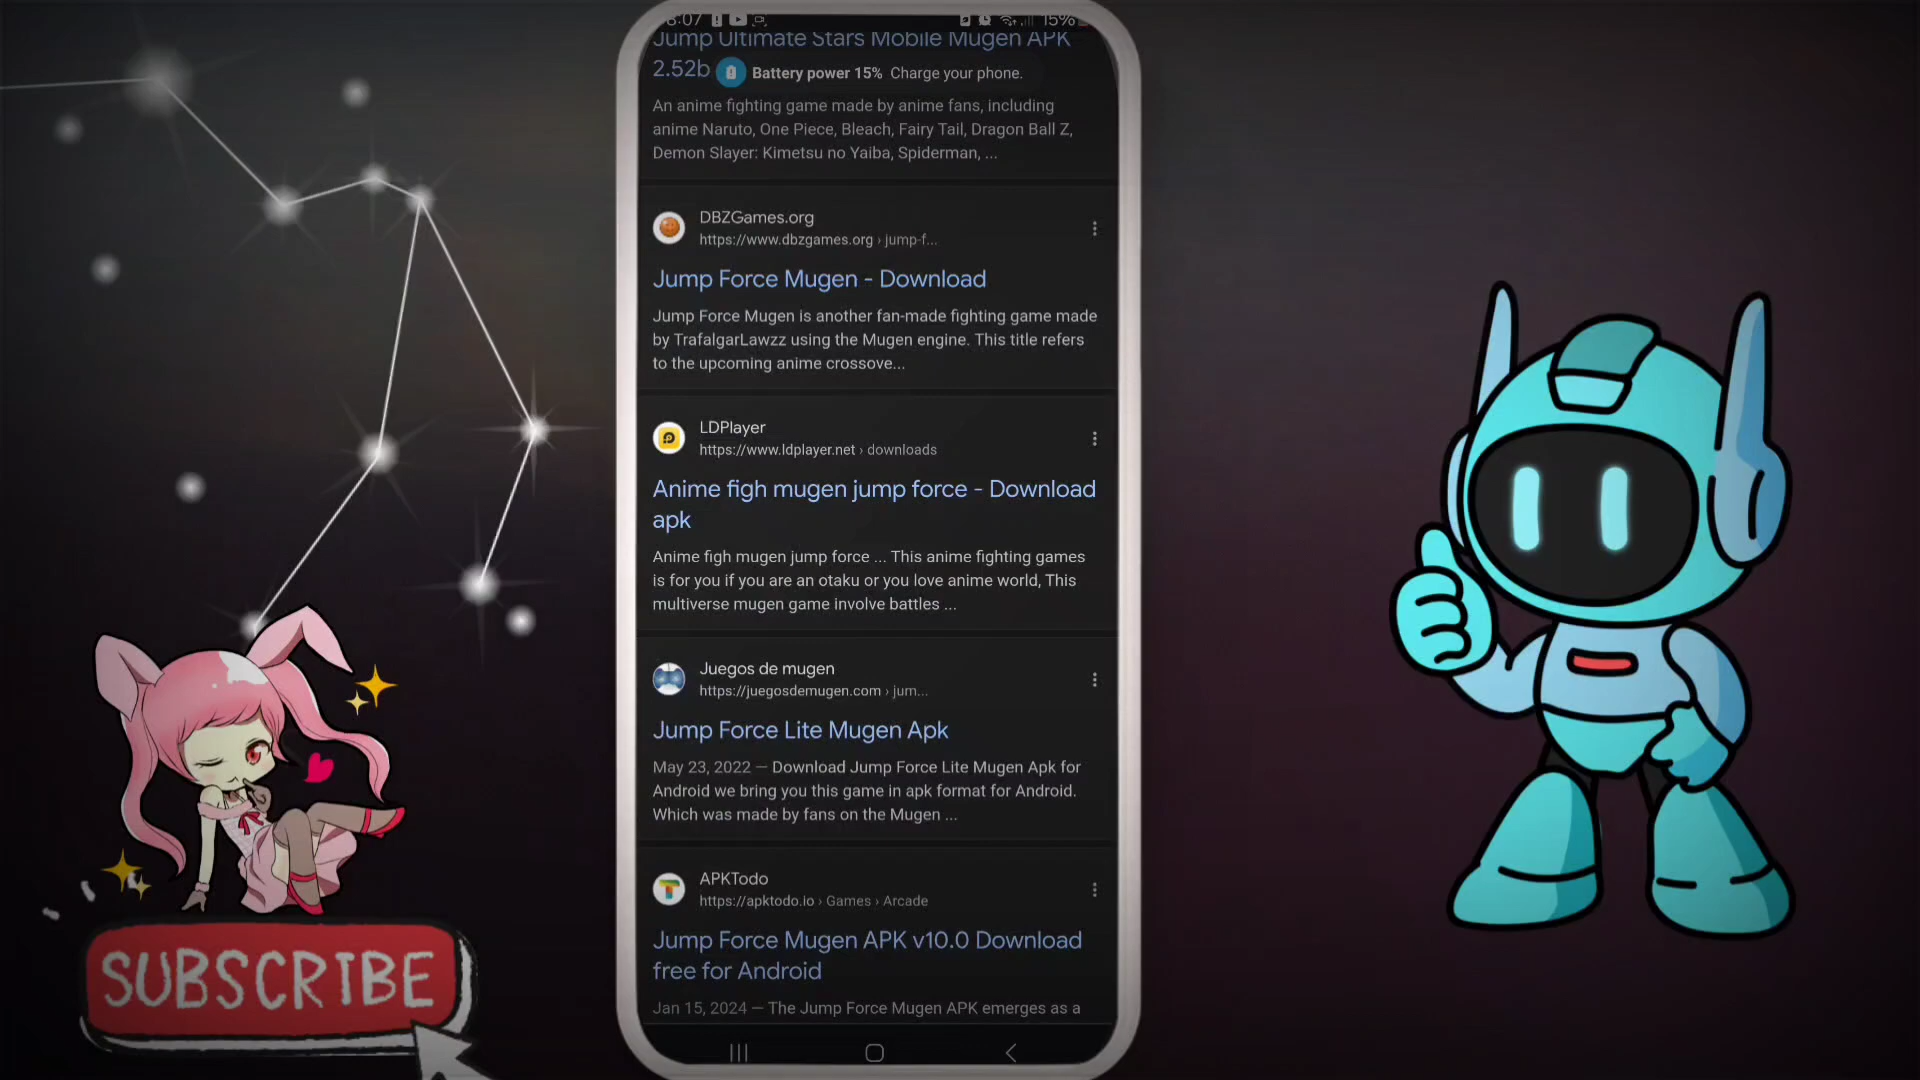 8:07 15%
Jump Ultimate Stars Mobile Mugen APK
2.52b Battery power 15% Charge your phone.
An anime fighting game made by anime fans, including
anime Naruto, One Piece, Bleach, Fairy Tail, Dragon Ball Z,
Demon Slayer: Kimetsu no Yaiba, Spiderman, ...
DBZGames.org
https://www.dbzgames.org › jump-f...
Jump Force Mugen - Download
Jump Force Mugen is another fan-made fighting game made
by TrafalgarLawzz using the Mugen engine. This title refers
to the upcoming anime crossove...
LDPlayer
https://www.ldplayer.net › downloads
Anime figh mugen jump force - Download
apk
Anime figh mugen jump force ... This anime fighting games
is for you if you are an otaku or you love anime world, This
multiverse mugen game involve battles ...
Juegos de mugen
https://juegosdemugen.com › jum...
Jump Force Lite Mugen Apk
May 23, 2022 — Download Jump Force Lite Mugen Apk for
Android we bring you this game in apk format for Android.
Which was made by fans on the Mugen ...
APKTodo
https://apktodo.io › Games › Arcade
Jump Force Mugen APK v10.0 Download
free for Android
Jan 15, 2024 — The Jump Force Mugen APK emerges as a
SUBSCRIBE